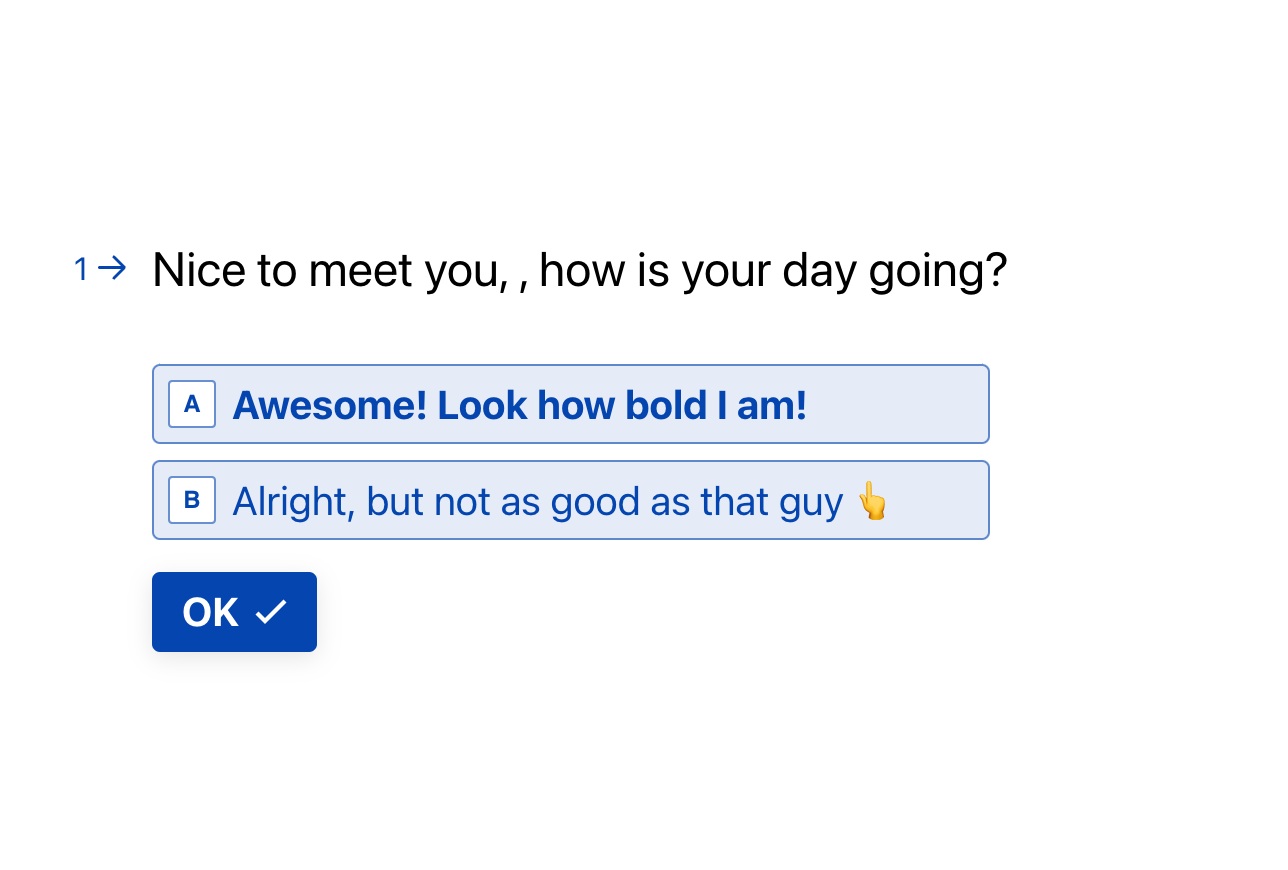 1→ Nice to meet you, , how is your day going?
A Awesome! Look how bold I am!
B Alright, but not as good as that guy 👆
OK ✓